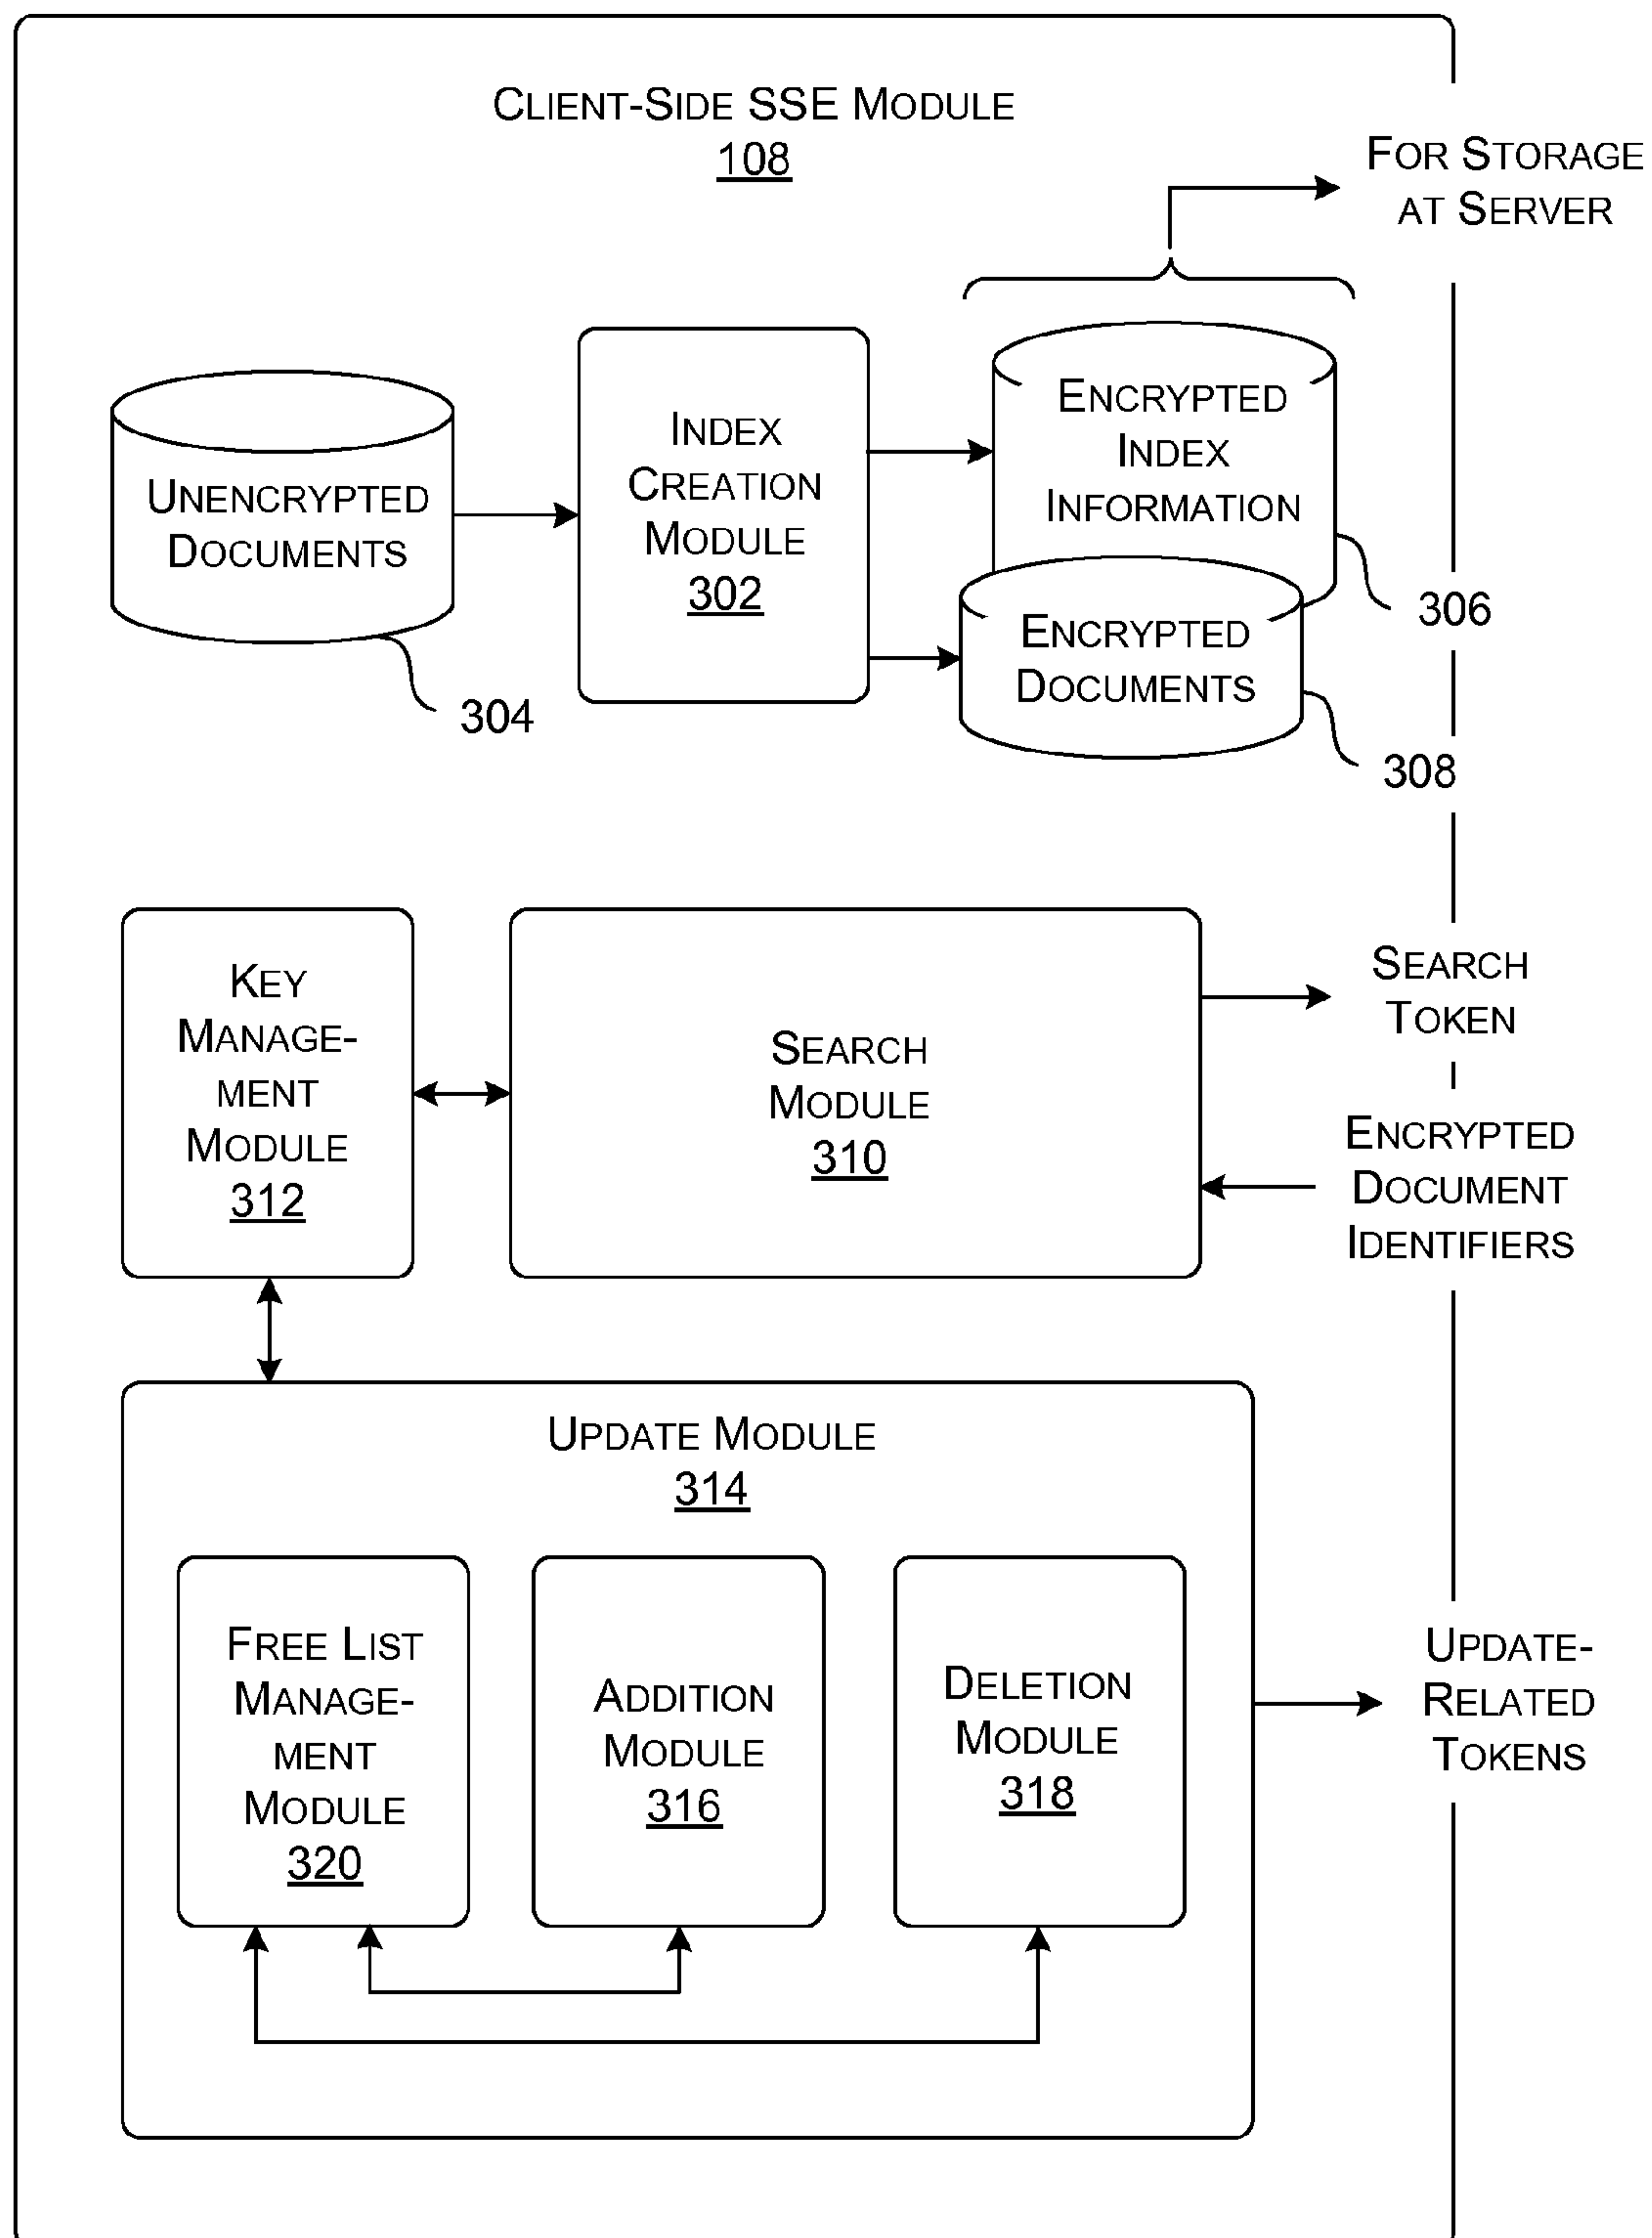 CLIENT-SIDE SSE MODULE
108
FOR STORAGE
AT SERVER
UNENCRYPTED
DOCUMENTS
304
INDEX
CREATION
MODULE
302
ENCRYPTED
INDEX
INFORMATION
306
ENCRYPTED
DOCUMENTS
308
KEY
MANAGE-
MENT
MODULE
312
SEARCH
MODULE
310
SEARCH
TOKEN
ENCRYPTED
DOCUMENT
IDENTIFIERS
UPDATE MODULE
314
FREE LIST
MANAGE-
MENT
MODULE
320
ADDITION
MODULE
316
DELETION
MODULE
318
UPDATE-
RELATED
TOKENS